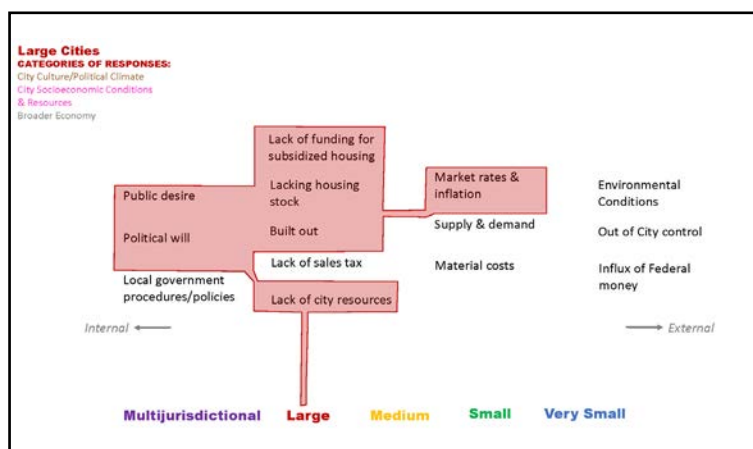 Large Cities
CATEGORIES OF RESPONSES:
City Culture/Political Climate
City Socioeconomic Conditions
& Resources
Broader Economy
Public desire
Political will
Local government
procedures/policies
Lack of funding for
subsidized housing
Lacking housing
stock
Built out
Lack of sales tax
Lack of city resources
Market rates &
inflation
Supply & demand
Material costs
Environmental
Conditions
Out of City control
Influx of Federal
money
Internal
External
Multijurisdictional Large Medium Small Very Small